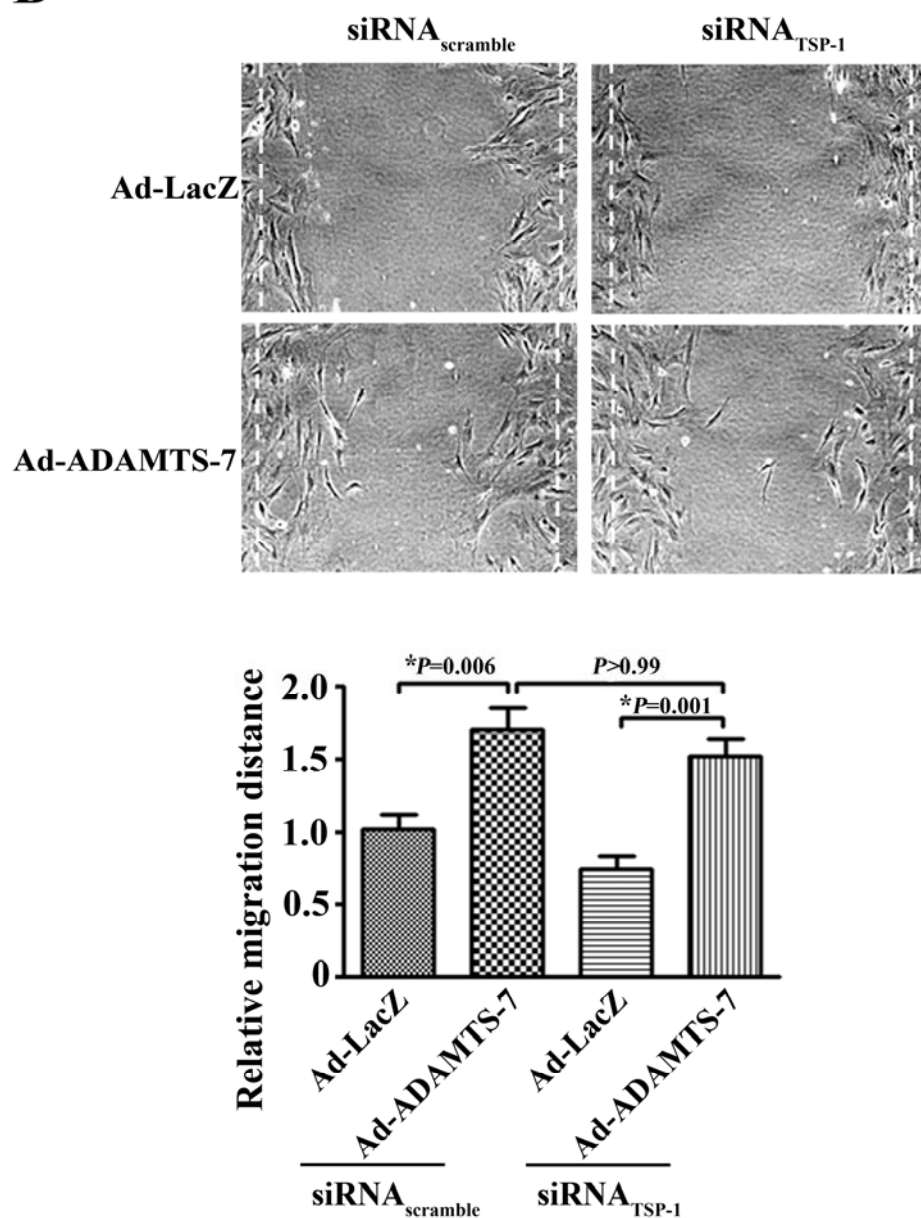 siRNAscramble siRNATSP-1
Ad-LacZ
Ad-ADAMTS-7
*P=0.006 P>0.99
*P=0.001
Relative migration distance
2.0
1.5
1.0
0.5
0
Ad-LacZ
Ad-ADAMTS-7
Ad-LacZ
Ad-ADAMTS-7
siRNAscramble siRNATSP-1